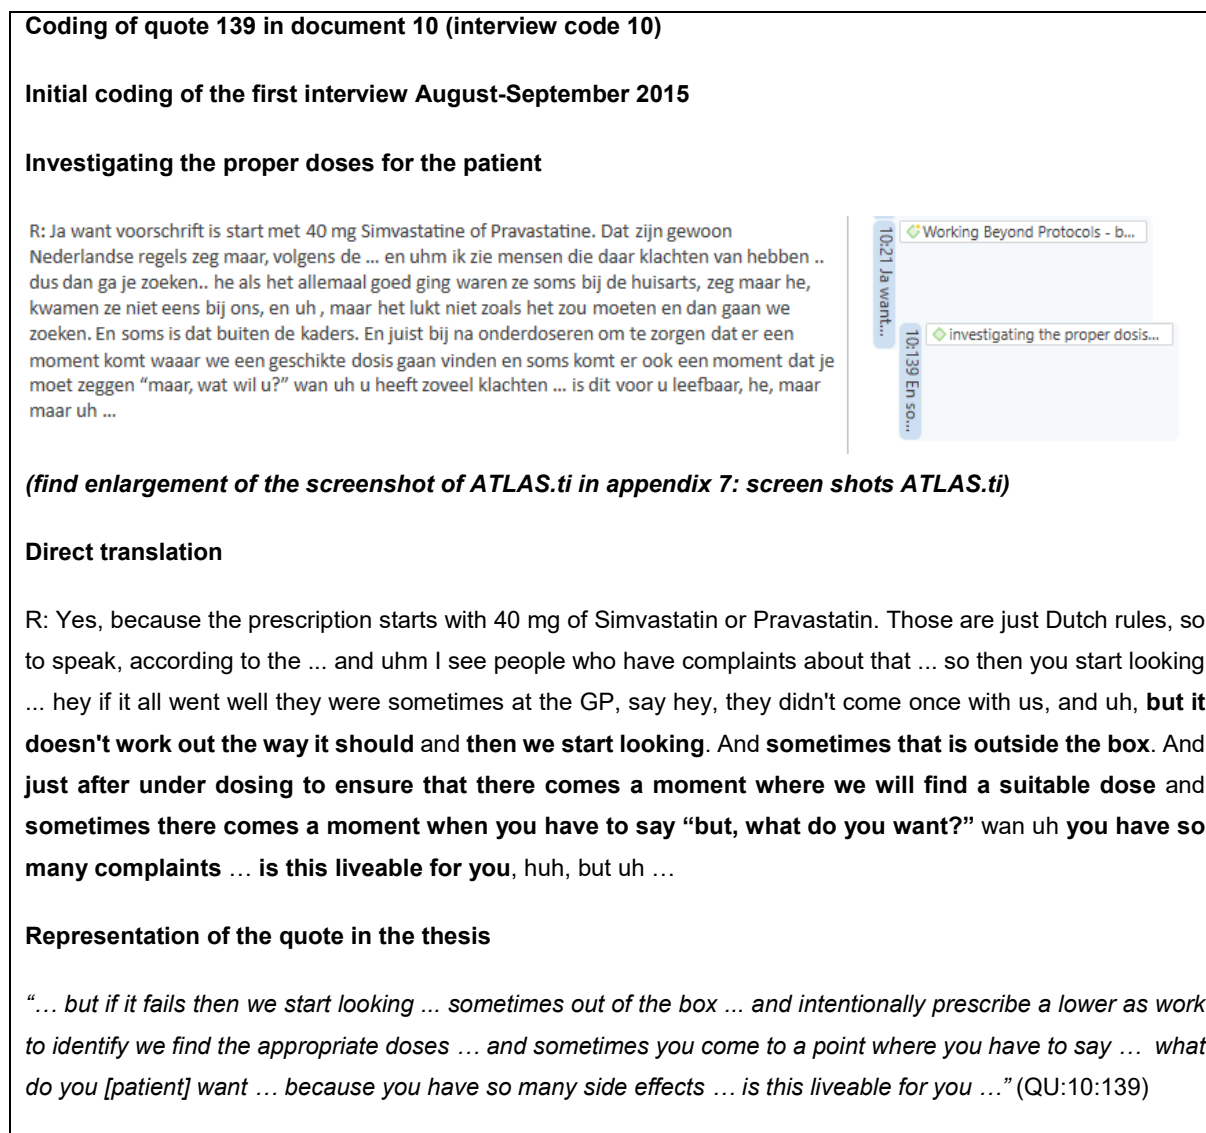 Coding of quote 139 in document 10 (interview code 10)
Initial coding of the first interview August-September 2015
Investigating the proper doses for the patient
R: Ja want voorschrift is start met 40 mg Simvastatine of Pravastatine. Dat zijn gewoon
Nederlandse regels zeg maar, volgens de ... en uhm ik zie mensen die daar klachten van hebben ..
dus dan ga je zoeken.. he als het allemaal goed ging waren ze soms bij de huisarts, zeg maar he,
kwamen ze niet eens bij ons, en uh , maar het lukt niet zoals het zou moeten en dan gaan we
zoeken. En soms is dat buiten de kaders. En juist bij na onderdoseren om te zorgen dat er een
moment komt waaar we een geschikte dosis gaan vinden en soms komt er ook een moment dat je
moet zeggen “maar, wat wil u?” wan uh u heeft zoveel klachten ... is dit voor u leefbaar, he, maar
maar uh ...
10:21 Ja want...
Working Beyond Protocols - b...
10:139 En so...
investigating the proper dosis...
(find enlargement of the screenshot of ATLAS.ti in appendix 7: screen shots ATLAS.ti)
Direct translation
R: Yes, because the prescription starts with 40 mg of Simvastatin or Pravastatin. Those are just Dutch rules, so
to speak, according to the ... and uhm I see people who have complaints about that ... so then you start looking
... hey if it all went well they were sometimes at the GP, say hey, they didn't come once with us, and uh, but it
doesn't work out the way it should and then we start looking. And sometimes that is outside the box. And
just after under dosing to ensure that there comes a moment where we will find a suitable dose and
sometimes there comes a moment when you have to say “but, what do you want?” wan uh you have so
many complaints … is this liveable for you, huh, but uh …
Representation of the quote in the thesis
“… but if it fails then we start looking ... sometimes out of the box ... and intentionally prescribe a lower as work
to identify we find the appropriate doses … and sometimes you come to a point where you have to say … what
do you [patient] want … because you have so many side effects … is this liveable for you …” (QU:10:139)